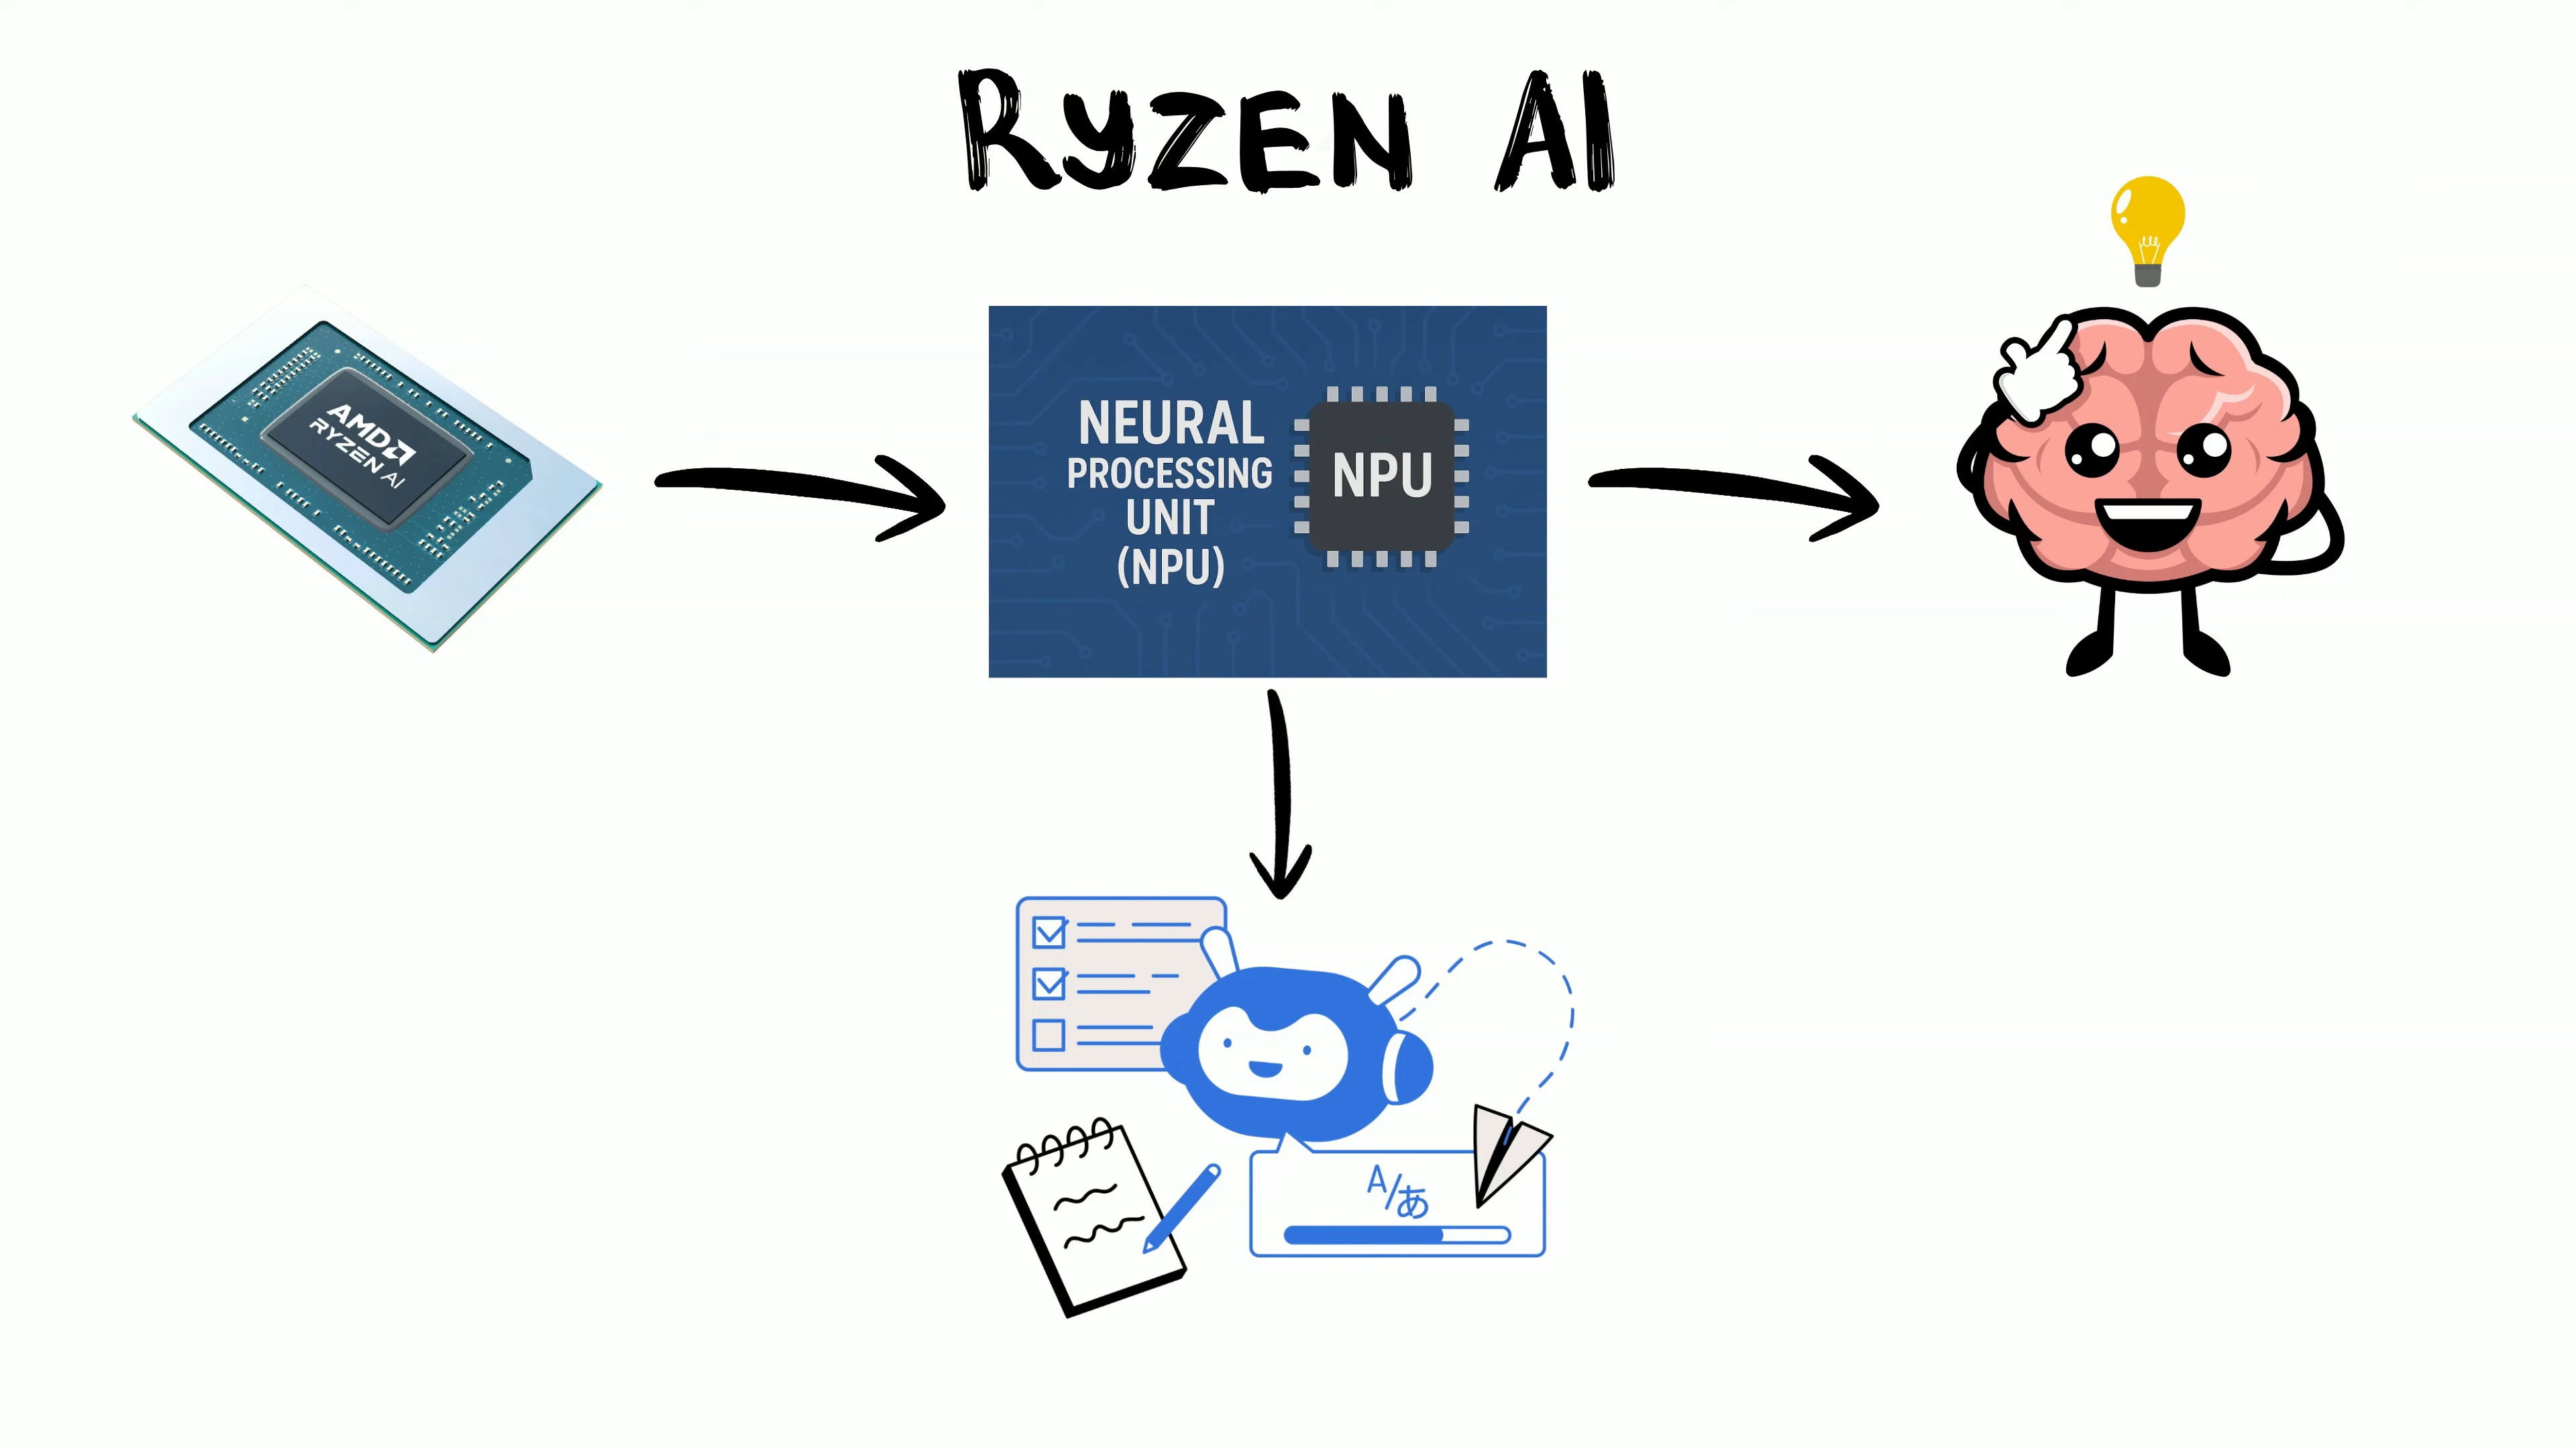 RYZEN AI
AMD
RYZEN AI
NEURAL
PROCESSING
UNIT
(NPU)
NPU
A/あ